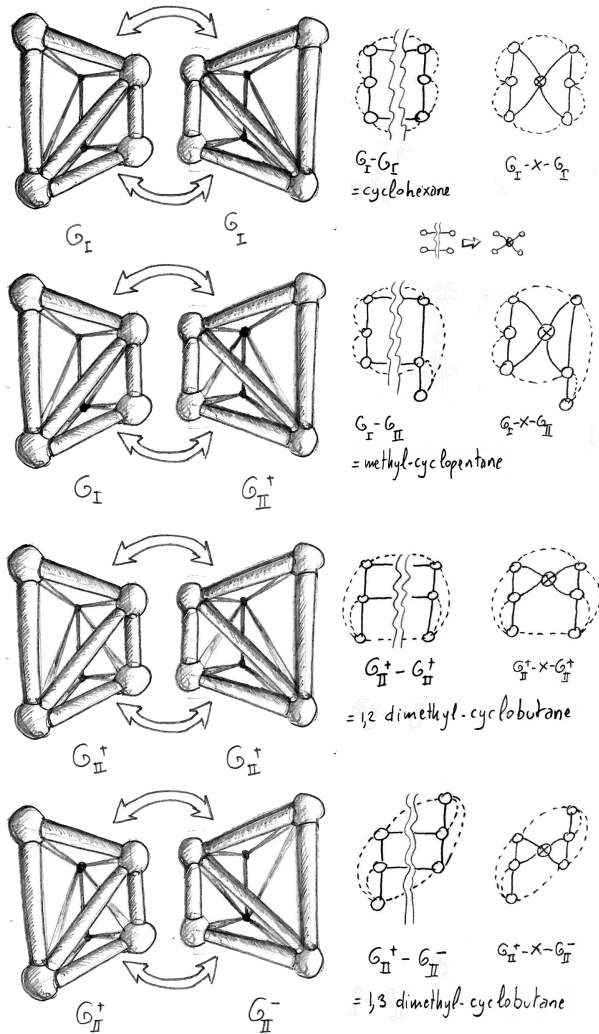 G_I G_I
G_I-G_I
= cyclohexane
G_I-X-G_I
G_I G_II^+
G_I-G_II
= methyl-cyclopentane
G_I-X-G_II
G_II^+ G_II^+
G_II^+-G_II^+
= 1,2 dimethyl-cyclobutane
G_II^+-X-G_II^+
G_II^+ G_II^-
G_II^+-G_II^-
= 1,3 dimethyl-cyclobutane
G_II^+-X-G_II^-